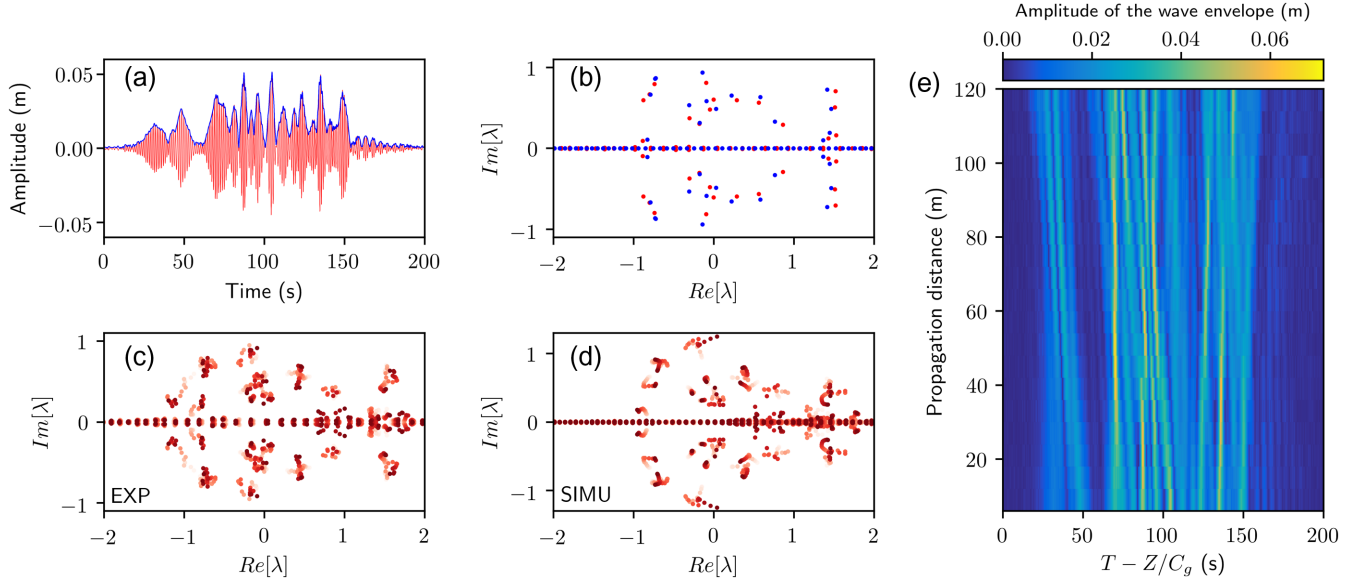 Amplitude of the wave envelope (m)
0.00 0.02 0.04 0.06
(a)
0.05
0.00
−0.05
Amplitude (m)
0 50 100 150 200
Time (s)
(b)
1
0
−1
Im[λ]
−2 −1 0 1 2
Re[λ]
(c)
1
0
−1
Im[λ]
EXP
−2 −1 0 1 2
Re[λ]
(d)
1
0
−1
Im[λ]
SIMU
−2 −1 0 1 2
Re[λ]
(e)
120
100
80
60
40
20
Propagation distance (m)
0 50 100 150 200
T − Z/C_g (s)